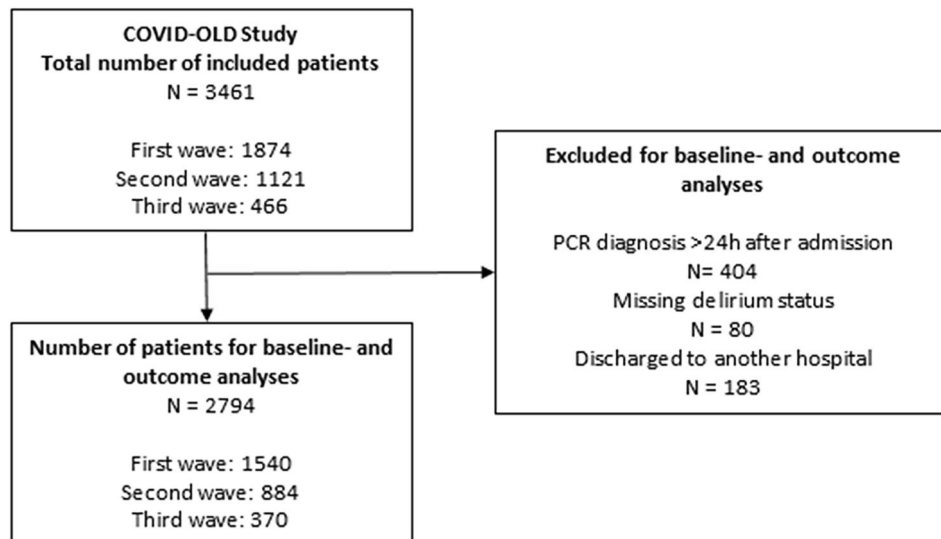 COVID-OLD Study
Total number of included patients
N = 3461
First wave: 1874
Second wave: 1121
Third wave: 466
Excluded for baseline- and outcome
analyses
PCR diagnosis >24h after admission
N= 404
Missing delirium status
N = 80
Discharged to another hospital
N = 183
Number of patients for baseline- and
outcome analyses
N = 2794
First wave: 1540
Second wave: 884
Third wave: 370